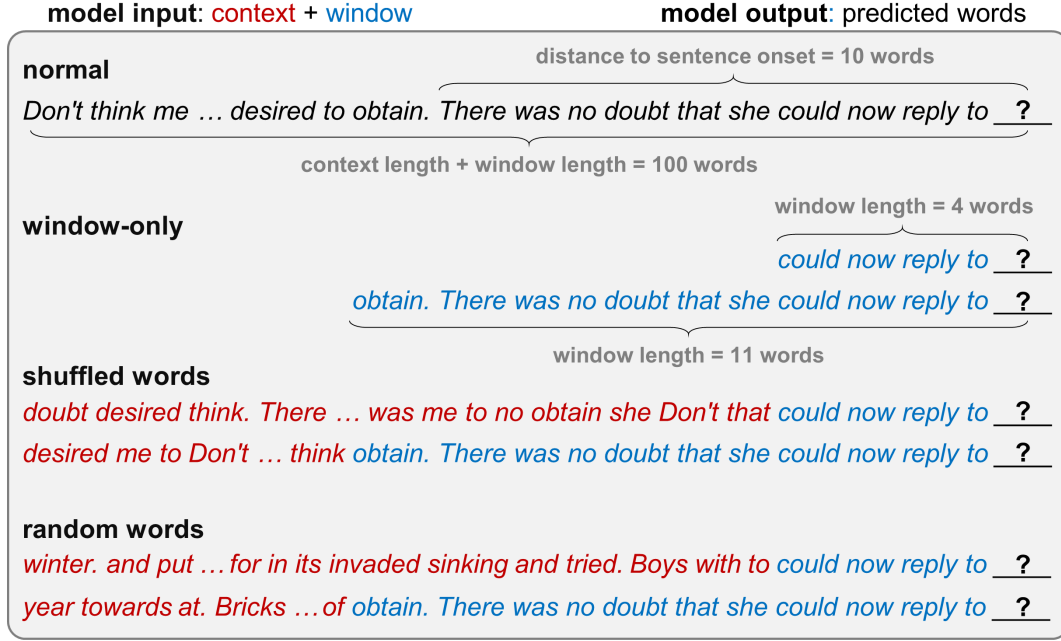 model input: context + window
model output: predicted words
distance to sentence onset = 10 words
normal
Don't think me … desired to obtain. There was no doubt that she could now reply to ?
context length + window length = 100 words
window length = 4 words
window-only
could now reply to ?
obtain. There was no doubt that she could now reply to ?
window length = 11 words
shuffled words
doubt desired think. There … was me to no obtain she Don't that could now reply to ?
desired me to Don't … think obtain. There was no doubt that she could now reply to ?
random words
winter. and put … for in its invaded sinking and tried. Boys with to could now reply to ?
year towards at. Bricks … of obtain. There was no doubt that she could now reply to ?